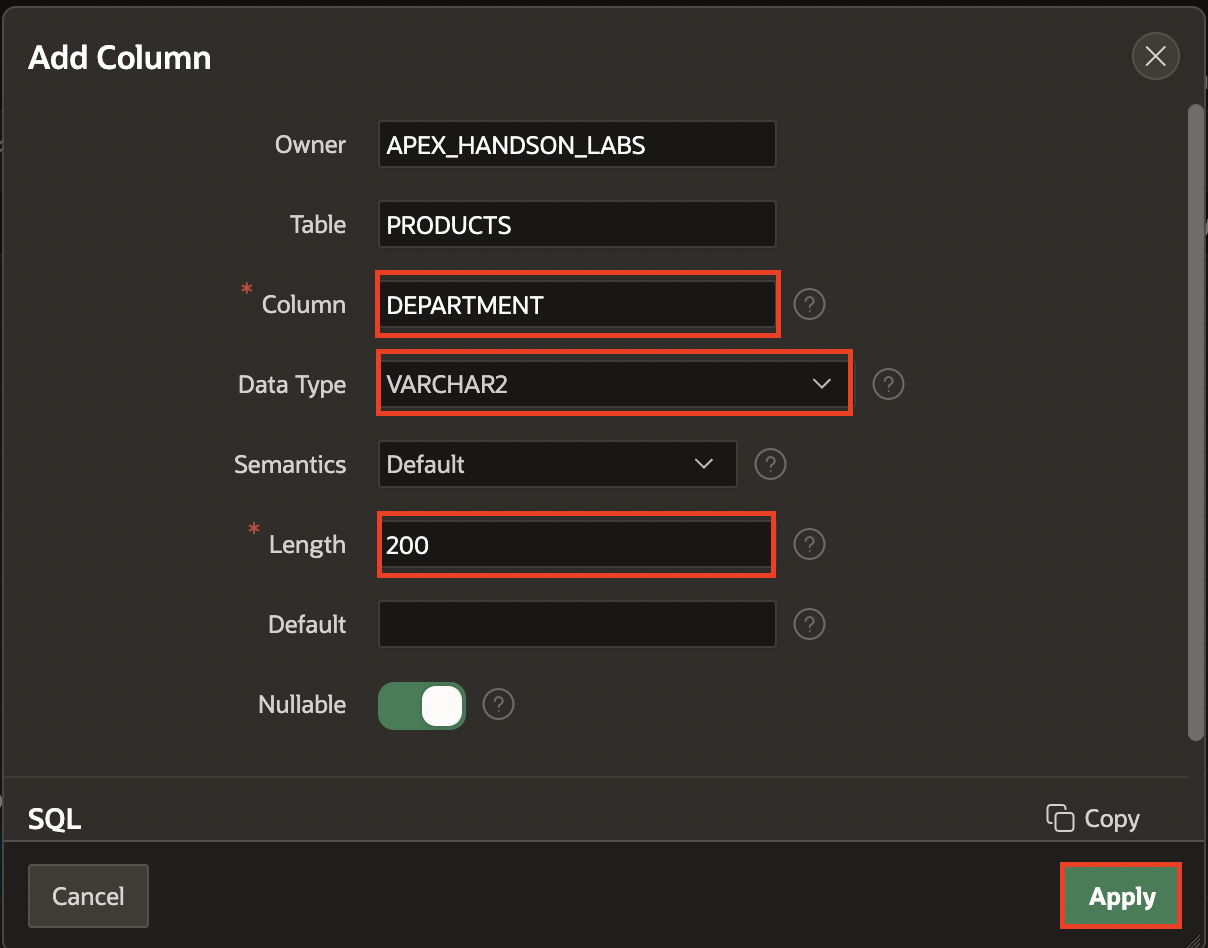 Add Column
Owner APEX_HANDSON_LABS
Table PRODUCTS
* Column DEPARTMENT ?
Data Type VARCHAR2 ?
Semantics Default ?
* Length 200 ?
Default ?
Nullable ?
SQL Copy
Cancel Apply